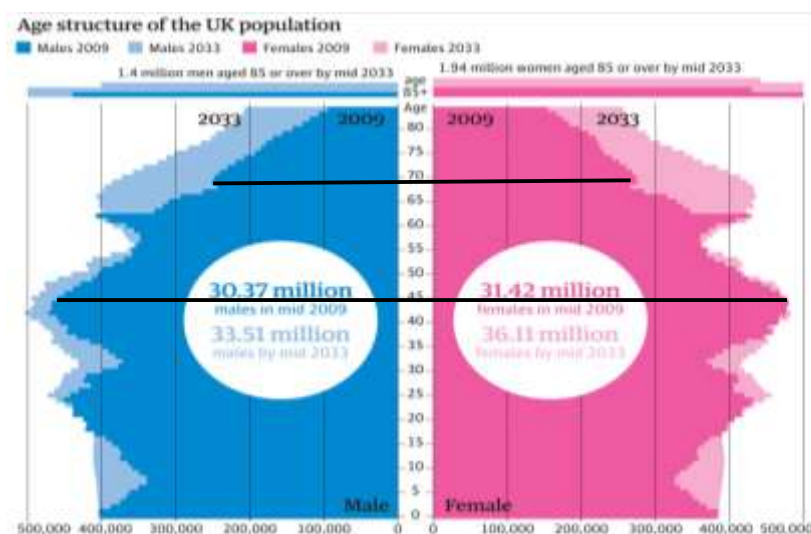 Age structure of the UK population
Males 2009 Males 2033 Females 2009 Females 2033
1.4 million men aged 85 or over by mid 2033
1.94 million women aged 85 or over by mid 2033
age
85+
Age
2033 2009
2009 2033
80
75
70
65
60
55
50
45
40
35
30
25
20
15
10
5
0
30.37 million
males in mid 2009
33.51 million
males by mid 2033
31.42 million
females in mid 2009
36.11 million
females by mid 2033
Male
Female
500,000 400,000 300,000 200,000 100,000 0
0 100,000 200,000 300,000 400,000 500,000